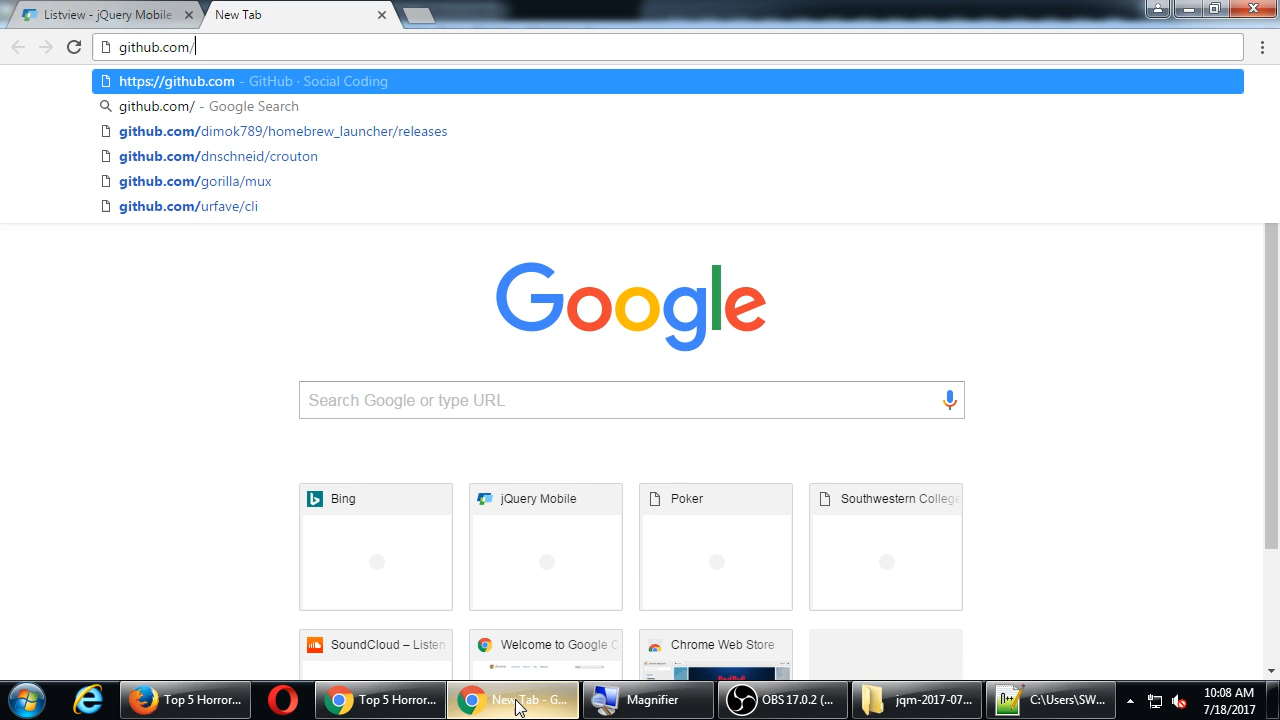 Listview - jQuery Mobile
New Tab
github.com/
https://github.com - GitHub · Social Coding
github.com/ - Google Search
github.com/dimok789/homebrew_launcher/releases
github.com/dnschneid/crouton
github.com/gorilla/mux
github.com/urfave/cli
Google
Search Google or type URL
Bing
jQuery Mobile
Poker
Southwestern College
SoundCloud – Listen
Welcome to Google C
Chrome Web Store
Top 5 Horror...
Top 5 Horror...
New Tab - G...
Magnifier
OBS 17.0.2 (...
jqm-2017-07...
C:\Users\SW...
10:08 AM
7/18/2017